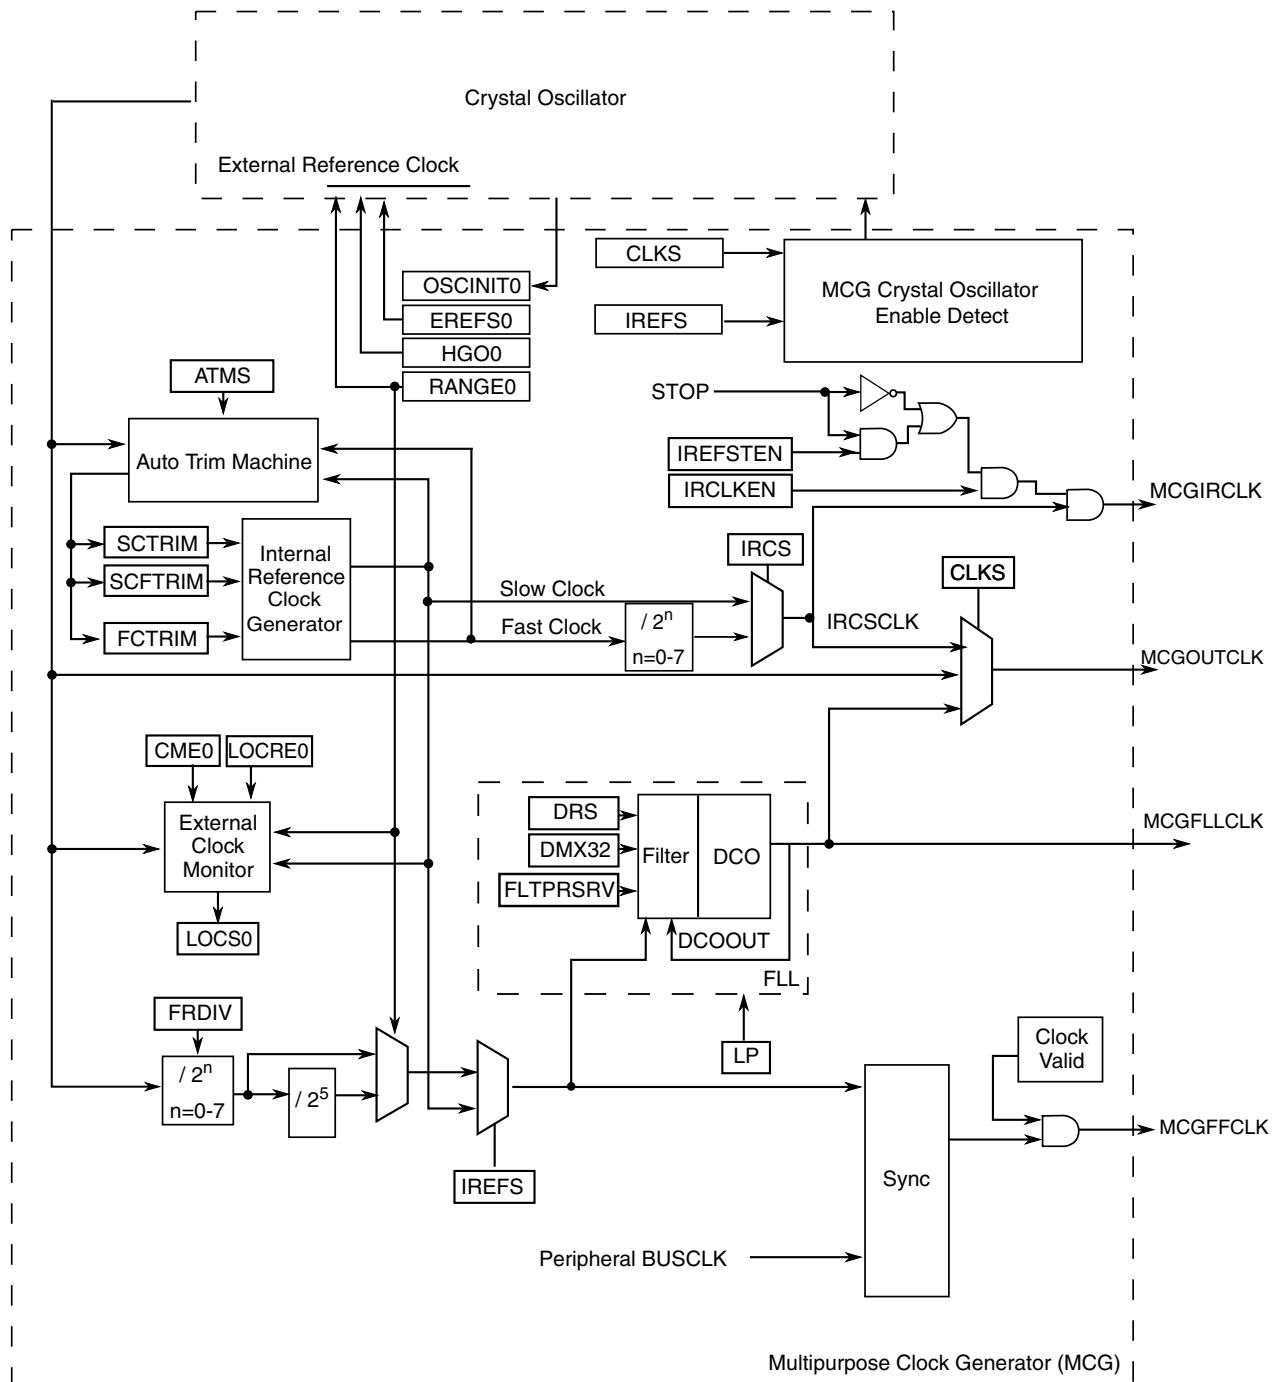 Crystal Oscillator
External Reference Clock
CLKS
OSCINIT0
MCG Crystal Oscillator
Enable Detect
EREFS0
IREFS
HGO0
RANGE0
ATMS
STOP
Auto Trim Machine
IREFSTEN
IRCLKEN
MCGIRCLK
SCTRIM
SCFTRIM
FCTRIM
Internal
Reference
Clock
Generator
IRCS
CLKS
Slow Clock
Fast Clock
/ 2n
n=0-7
IRCSCLK
MCGOUTCLK
CME0
LOCRE0
External
Clock
Monitor
DRS
DMX32
FLTPRSRV
Filter
DCO
MCGFLLCLK
LOCS0
DCOOUT
FLL
FRDIV
LP
/ 2n
n=0-7
/ 25
Clock
Valid
MCGFFCLK
IREFS
Sync
Peripheral BUSCLK
Multipurpose Clock Generator (MCG)